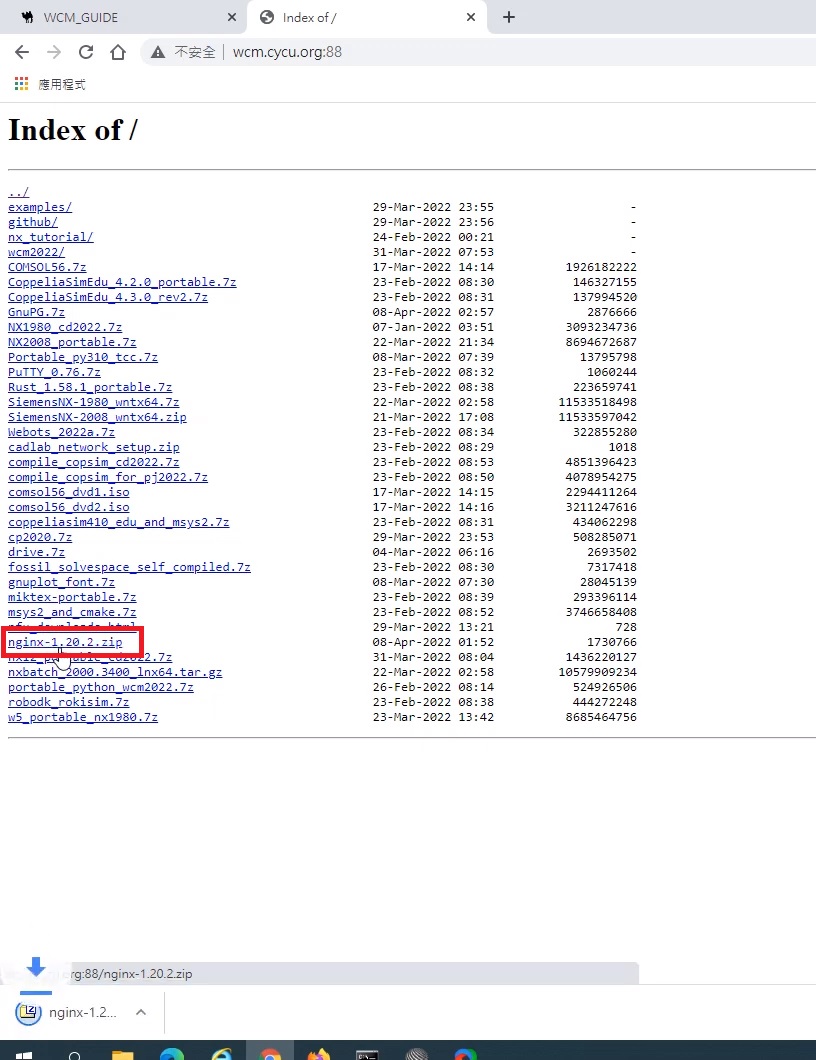 WCM_GUIDE
Index of /
不安全 | wcm.cycu.org:88
應用程式
Index of /
../
examples/ 29-Mar-2022 23:55 -
github/ 29-Mar-2022 23:56 -
nx_tutorial/ 24-Feb-2022 00:21 -
wcm2022/ 31-Mar-2022 07:53 -
COMSOL56.7z 17-Mar-2022 14:14 1926182222
CoppeliaSimEdu_4.2.0_portable.7z 23-Feb-2022 08:30 146327155
CoppeliaSimEdu_4.3.0_rev2.7z 23-Feb-2022 08:31 137994520
GnuPG.7z 08-Apr-2022 02:57 2876666
NX1980_cd2022.7z 07-Jan-2022 03:51 3093234736
NX2008_portable.7z 22-Mar-2022 21:34 8694672687
Portable_py310_tcc.7z 08-Mar-2022 07:39 13795798
PuTTY_0.76.7z 23-Feb-2022 08:32 1060244
Rust_1.58.1_portable.7z 23-Feb-2022 08:38 223659741
SiemensNX-1980_wntx64.7z 22-Mar-2022 02:58 11533518498
SiemensNX-2008_wntx64.zip 21-Mar-2022 17:08 11533597042
Webots_2022a.7z 23-Feb-2022 08:34 322855280
cadlab_network_setup.zip 23-Feb-2022 08:29 1018
compile_copsim_cd2022.7z 23-Feb-2022 08:53 4851396423
compile_copsim_for_pj2022.7z 23-Feb-2022 08:50 4078954275
comsol56_dvd1.iso 17-Mar-2022 14:15 2294411264
comsol56_dvd2.iso 17-Mar-2022 14:16 3211247616
coppeliasim410_edu_and_msys2.7z 23-Feb-2022 08:31 434062298
cp2020.7z 29-Mar-2022 23:53 508285071
drive.7z 04-Mar-2022 06:16 2693502
fossil_solvespace_self_compiled.7z 23-Feb-2022 08:30 7317418
gnuplot_font.7z 08-Mar-2022 07:30 28045139
miktex-portable.7z 23-Feb-2022 08:39 293396114
msys2_and_cmake.7z 23-Feb-2022 08:52 3746658408
29-Mar-2022 13:21 728
nginx-1.20.2.zip 08-Apr-2022 01:52 1730766
31-Mar-2022 08:04 1436220127
nxbatch_2000.3400_lnx64.tar.gz 22-Mar-2022 02:58 10579909234
portable_python_wcm2022.7z 26-Feb-2022 08:14 524926506
robodk_rokisim.7z 23-Feb-2022 08:38 444272248
w5_portable_nx1980.7z 23-Mar-2022 13:42 8685464756
rg:88/nginx-1.20.2.zip
nginx-1.2...